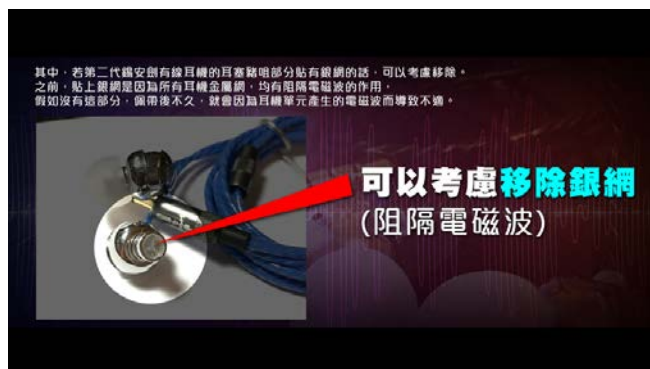 其中，若第二代錫安劍有線耳機的耳塞豬咀部分貼有銀網的話，可以考慮移除。
之前，貼上銀網是因為所有耳機金屬網，均有阻隔電磁波的作用，
假如沒有這部分，佩帶後不久，就會因為耳機單元產生的電磁波而導致不適。
可以考慮移除銀網
(阻隔電磁波)